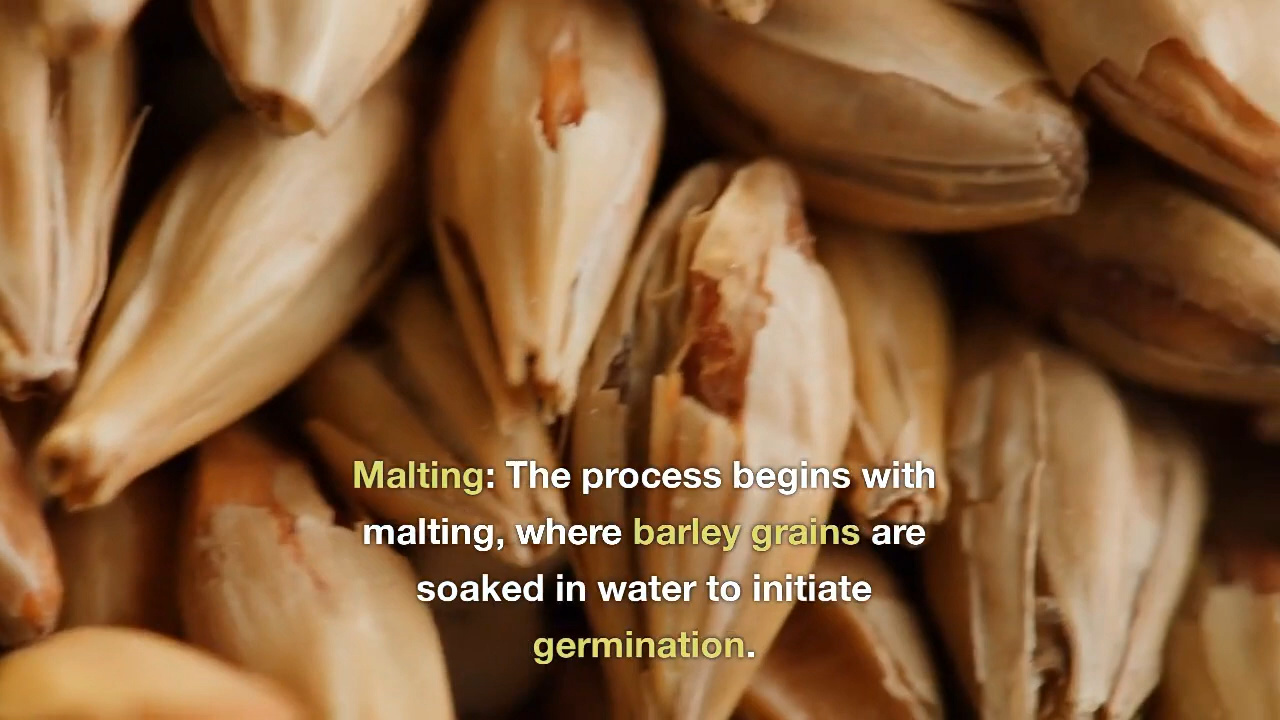 Malting: The process begins with
malting, where barley grains are
soaked in water to initiate
germination.